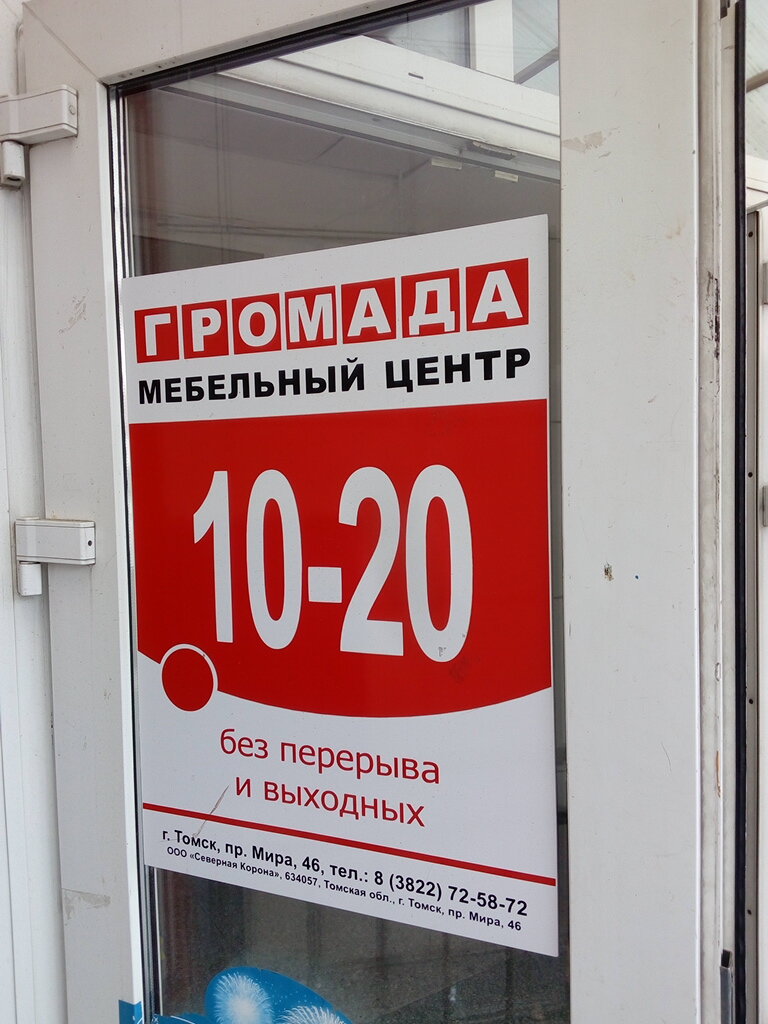 ГРОМАДА
МЕБЕЛЬНЫЙ ЦЕНТР
10-20
без перерыва
и выходных
г. Томск, пр. Мира, 46, тел.: 8 (3822) 72-58-72
ООО «Северная Корона», 634057, Томская обл., г. Томск, пр. Мира, 46